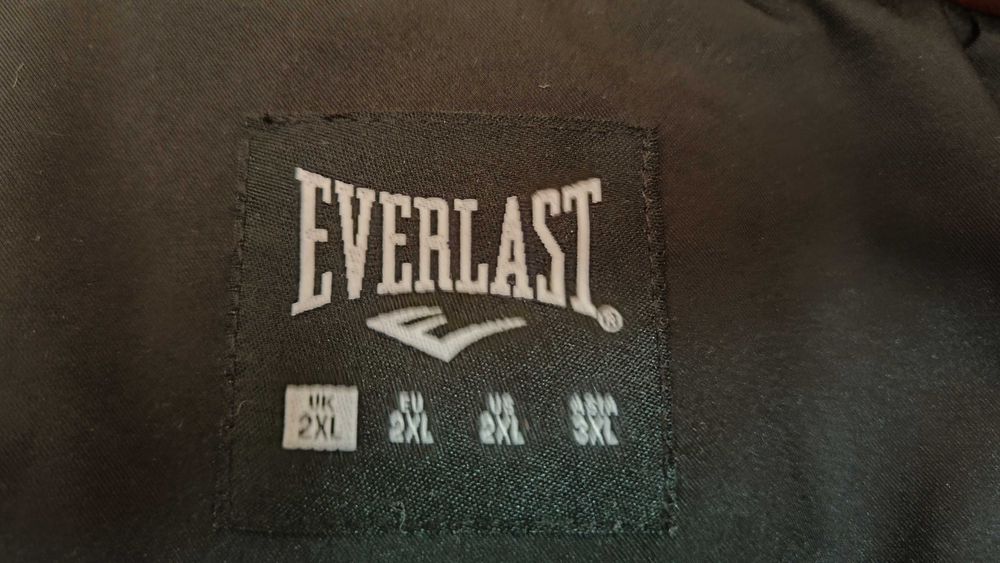 EVERLAST®
UK EU US ASIA
2XL 2XL 2XL 3XL